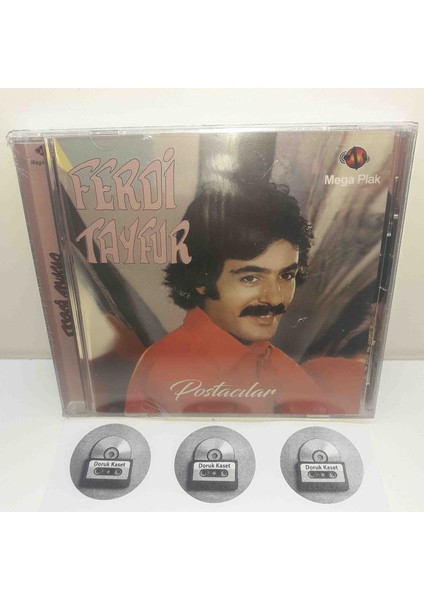 FERDİ
TAYFUR
Mega Plak
Postacılar
Doruk Kaset
Doruk Kaset
Doruk Kaset